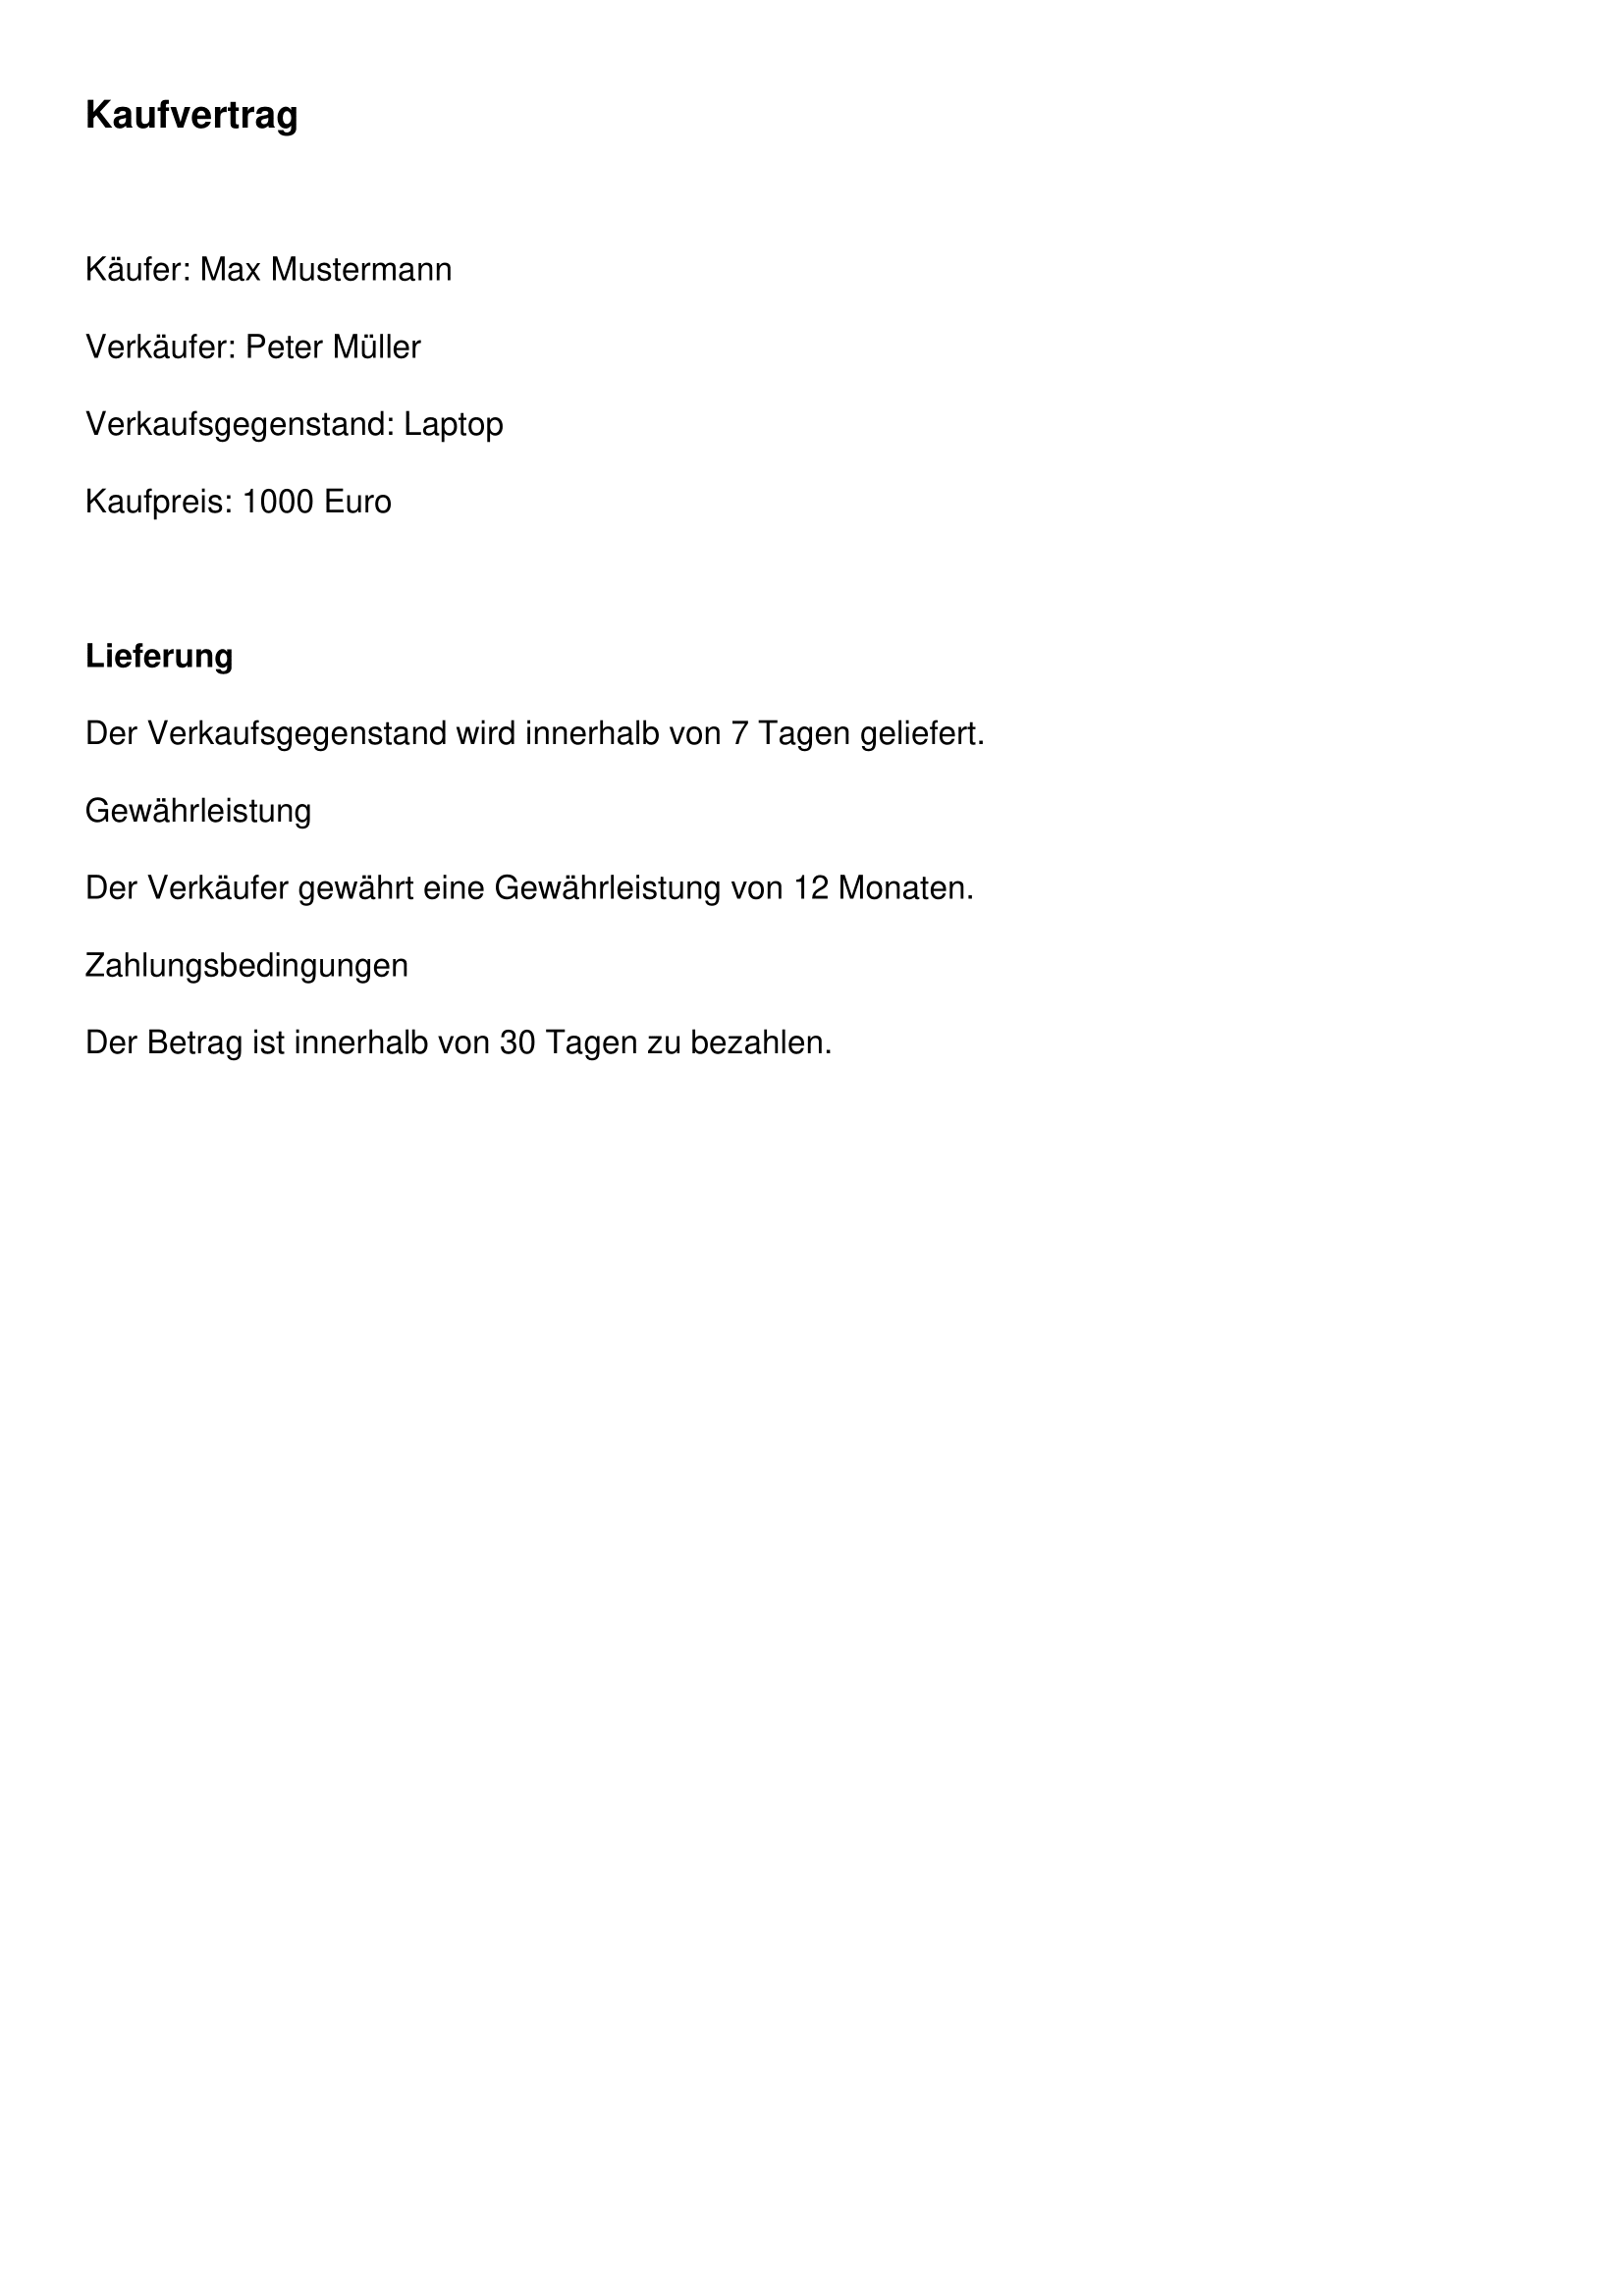 Kaufvertrag
Käufer: Max Mustermann
Verkäufer: Peter Müller
Verkaufsgegenstand: Laptop
Kaufpreis: 1000 Euro
Lieferung
Der Verkaufsgegenstand wird innerhalb von 7 Tagen geliefert.
Gewährleistung
Der Verkäufer gewährt eine Gewährleistung von 12 Monaten.
Zahlungsbedingungen
Der Betrag ist innerhalb von 30 Tagen zu bezahlen.